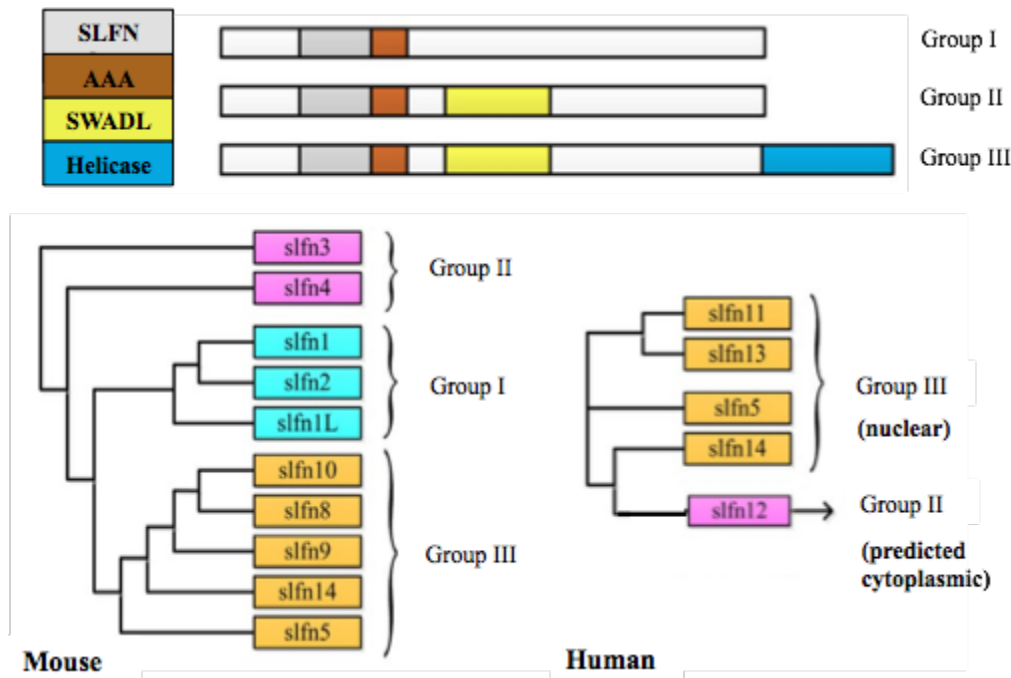 SLFN
AAA
SWADL
Helicase
Group I
Group II
Group III
slfn3
slfn4
Group II
slfn1
slfn2
slfn1L
Group I
slfn10
slfn8
slfn9
slfn14
slfn5
Group III
Mouse
slfn11
slfn13
slfn5
slfn14
Group III
(nuclear)
slfn12
Group II
(predicted
cytoplasmic)
Human